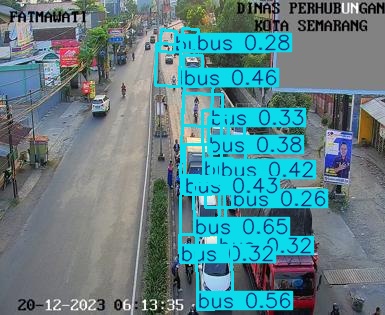 FATMAWATI
DINAS PERHUBUNGAN
KOTA SEMARANG
bus 0.28
bus 0.46
bus 0.33
bus 0.38
bus 0.42
bus 0.43
bus 0.26
bus 0.65
bus 0.32
bus 0.32
bus 0.56
20-12-2023 06:13:35